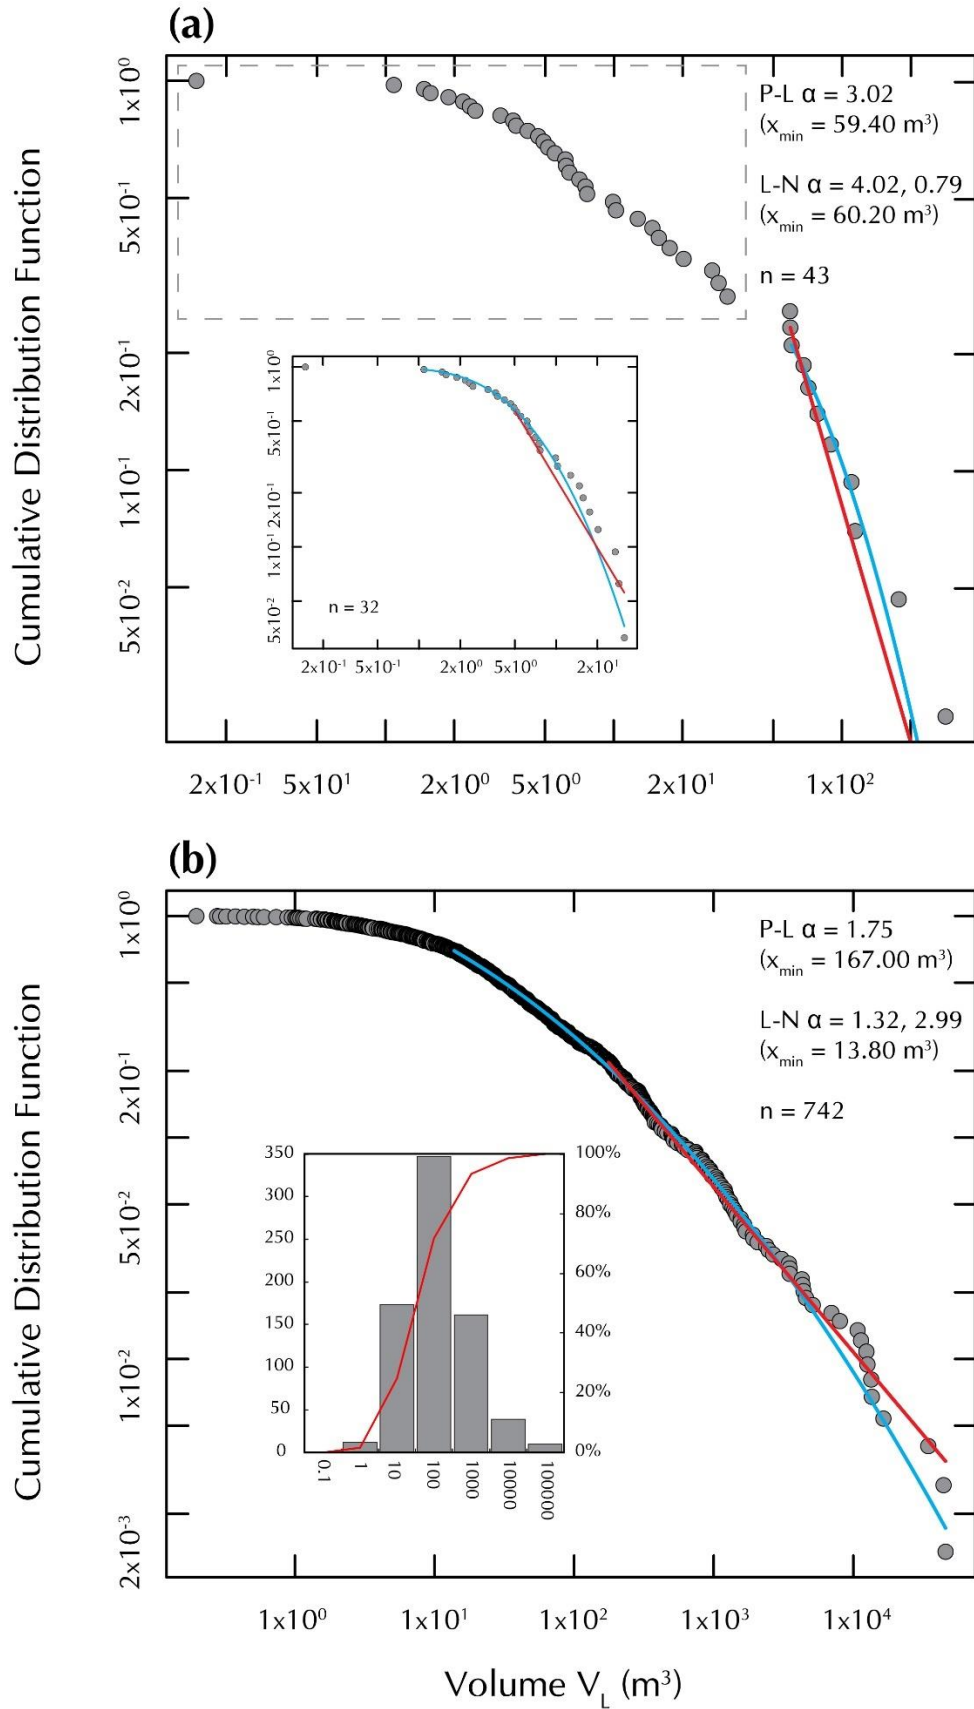 (a)
Cumulative Distribution Function
1x10⁰
5x10⁻¹
2x10⁻¹
1x10⁻¹
5x10⁻²
P-L α = 3.02
(xmin = 59.40 m³)
L-N α = 4.02, 0.79
(xmin = 60.20 m³)
n = 43
1x10⁰
5x10⁻¹
2x10⁻¹
1x10⁻¹
5x10⁻²
n = 32
2x10⁻¹ 5x10⁻¹ 2x10⁰ 5x10⁰ 2x10¹
2x10⁻¹ 5x10¹ 2x10⁰ 5x10⁰ 2x10¹ 1x10²
(b)
Cumulative Distribution Function
1x10⁰
2x10⁻¹
5x10⁻²
1x10⁻²
2x10⁻³
P-L α = 1.75
(xmin = 167.00 m³)
L-N α = 1.32, 2.99
(xmin = 13.80 m³)
n = 742
350
300
250
200
150
100
50
0
100%
80%
60%
40%
20%
0%
0.1 1 10 100 1000 10000 100000
1x10⁰ 1x10¹ 1x10² 1x10³ 1x10⁴
Volume VL (m³)